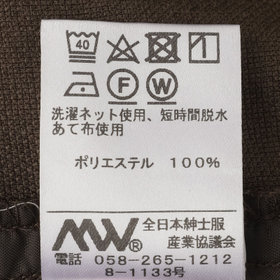 40
F W
洗濯ネット使用、短時間脱水
あて布使用
ポリエステル 100%
MW® 全日本紳士服
産業協議会
電話 058-265-1212
8-1133号